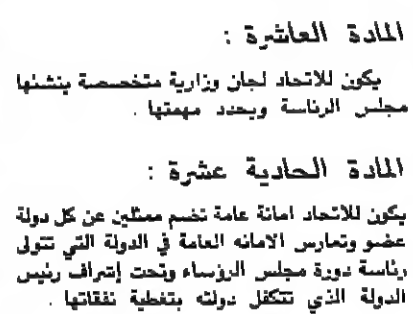 المادة العاشرة :
يكون للاتحاد لجان وزارية متخصصة ينشئها
مجلس الرئاسة ويحدد مهمتها .
المادة الحادية عشرة :
يكون للاتحاد امانة عامة تضم ممثلين عن كل دولة
عضو وتمارس الامانه العامة في الدولة التي تتولى
رئاسة دورة مجلس الرؤساء وتحت إشراف رئيس
الدولة الذي تتكفل دولته بتغطية نفقاتها .